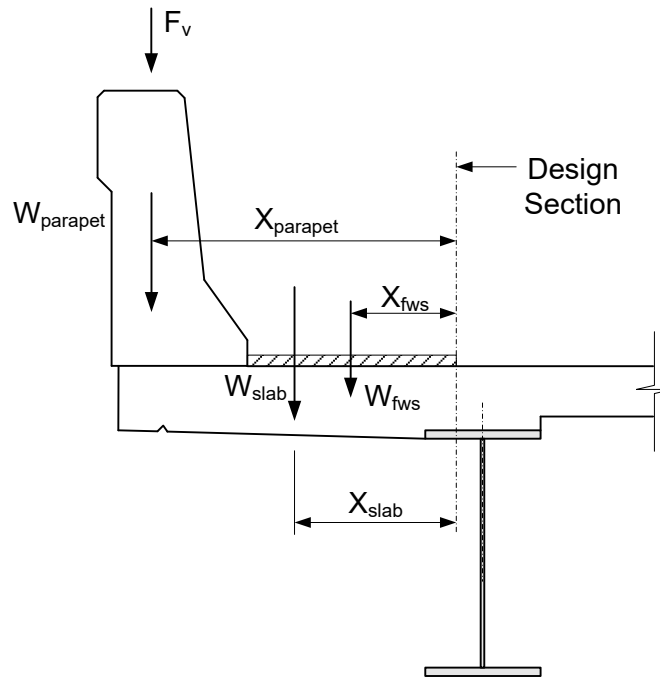 Fv
Design
Section
Wparapet
Xparapet
Xfws
Wslab
Wfws
Xslab